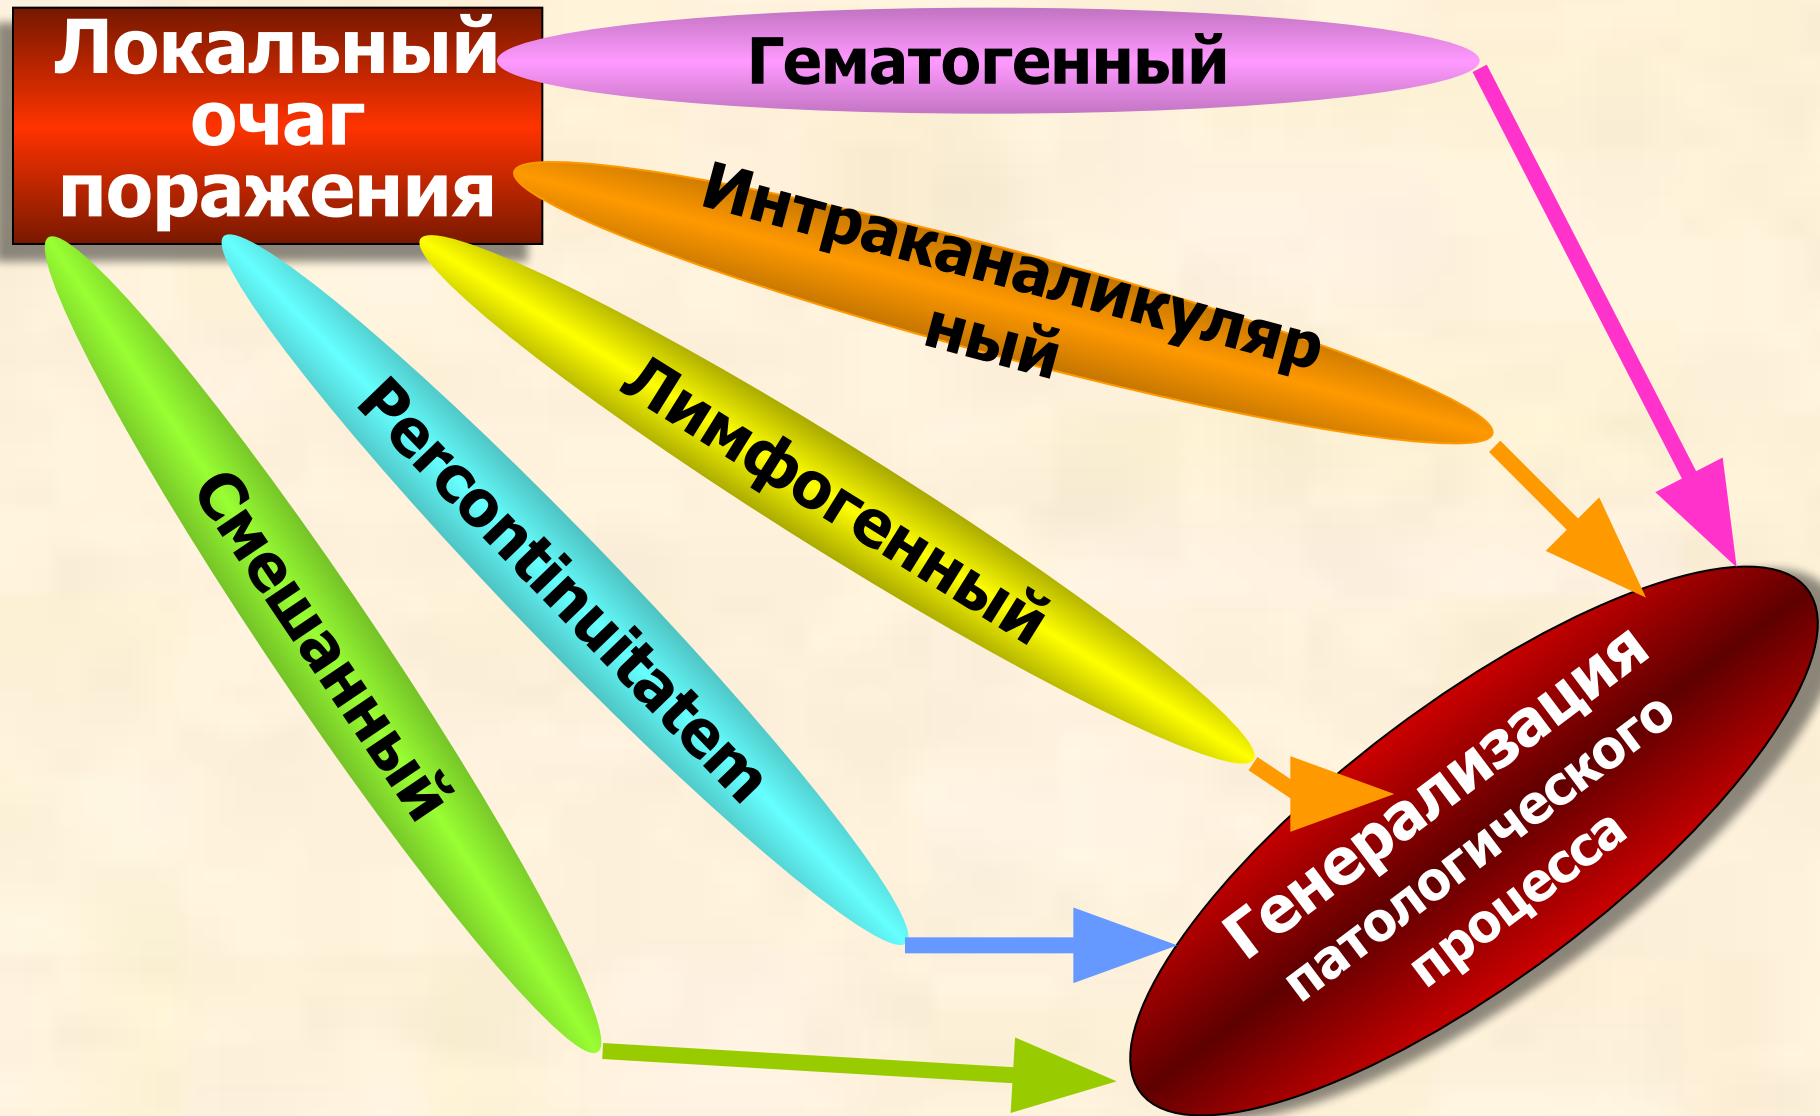 Локальный
очаг
поражения
Гематогенный
Интраканаликуляр
ный
Лимфогенный
Percontinuitatem
Смешанный
Генерализация
патологического
процесса